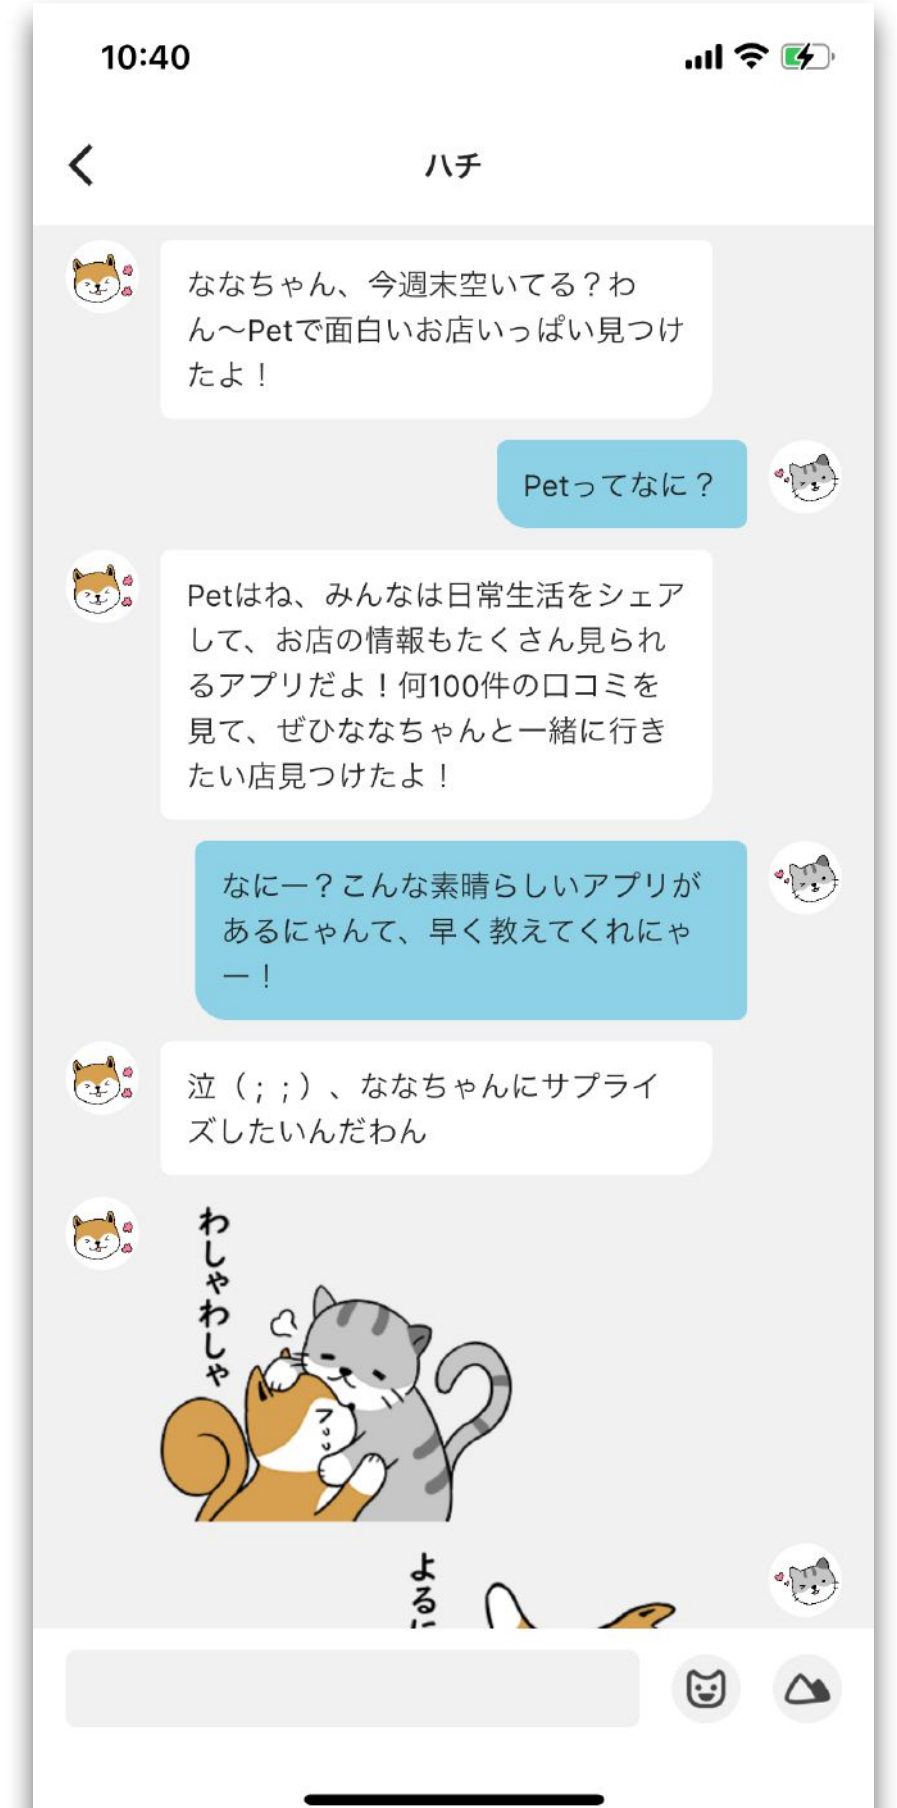 10:40
ハチ
ななちゃん、今週末空いてる？わ
ん〜Petで面白いお店いっぱい見つけ
たよ！
Petってなに？
Petはね、みんなは日常生活をシェア
して、お店の情報もたくさん見られ
るアプリだよ！何100件の口コミを
見て、ぜひななちゃんと一緒に行き
たい店見つけたよ！
なにー？こんな素晴らしいアプリが
あるにゃんて、早く教えてくれにゃ
ー！
泣（；；）、ななちゃんにサプライ
ズしたいんだわん
わしゃわしゃ
よるに